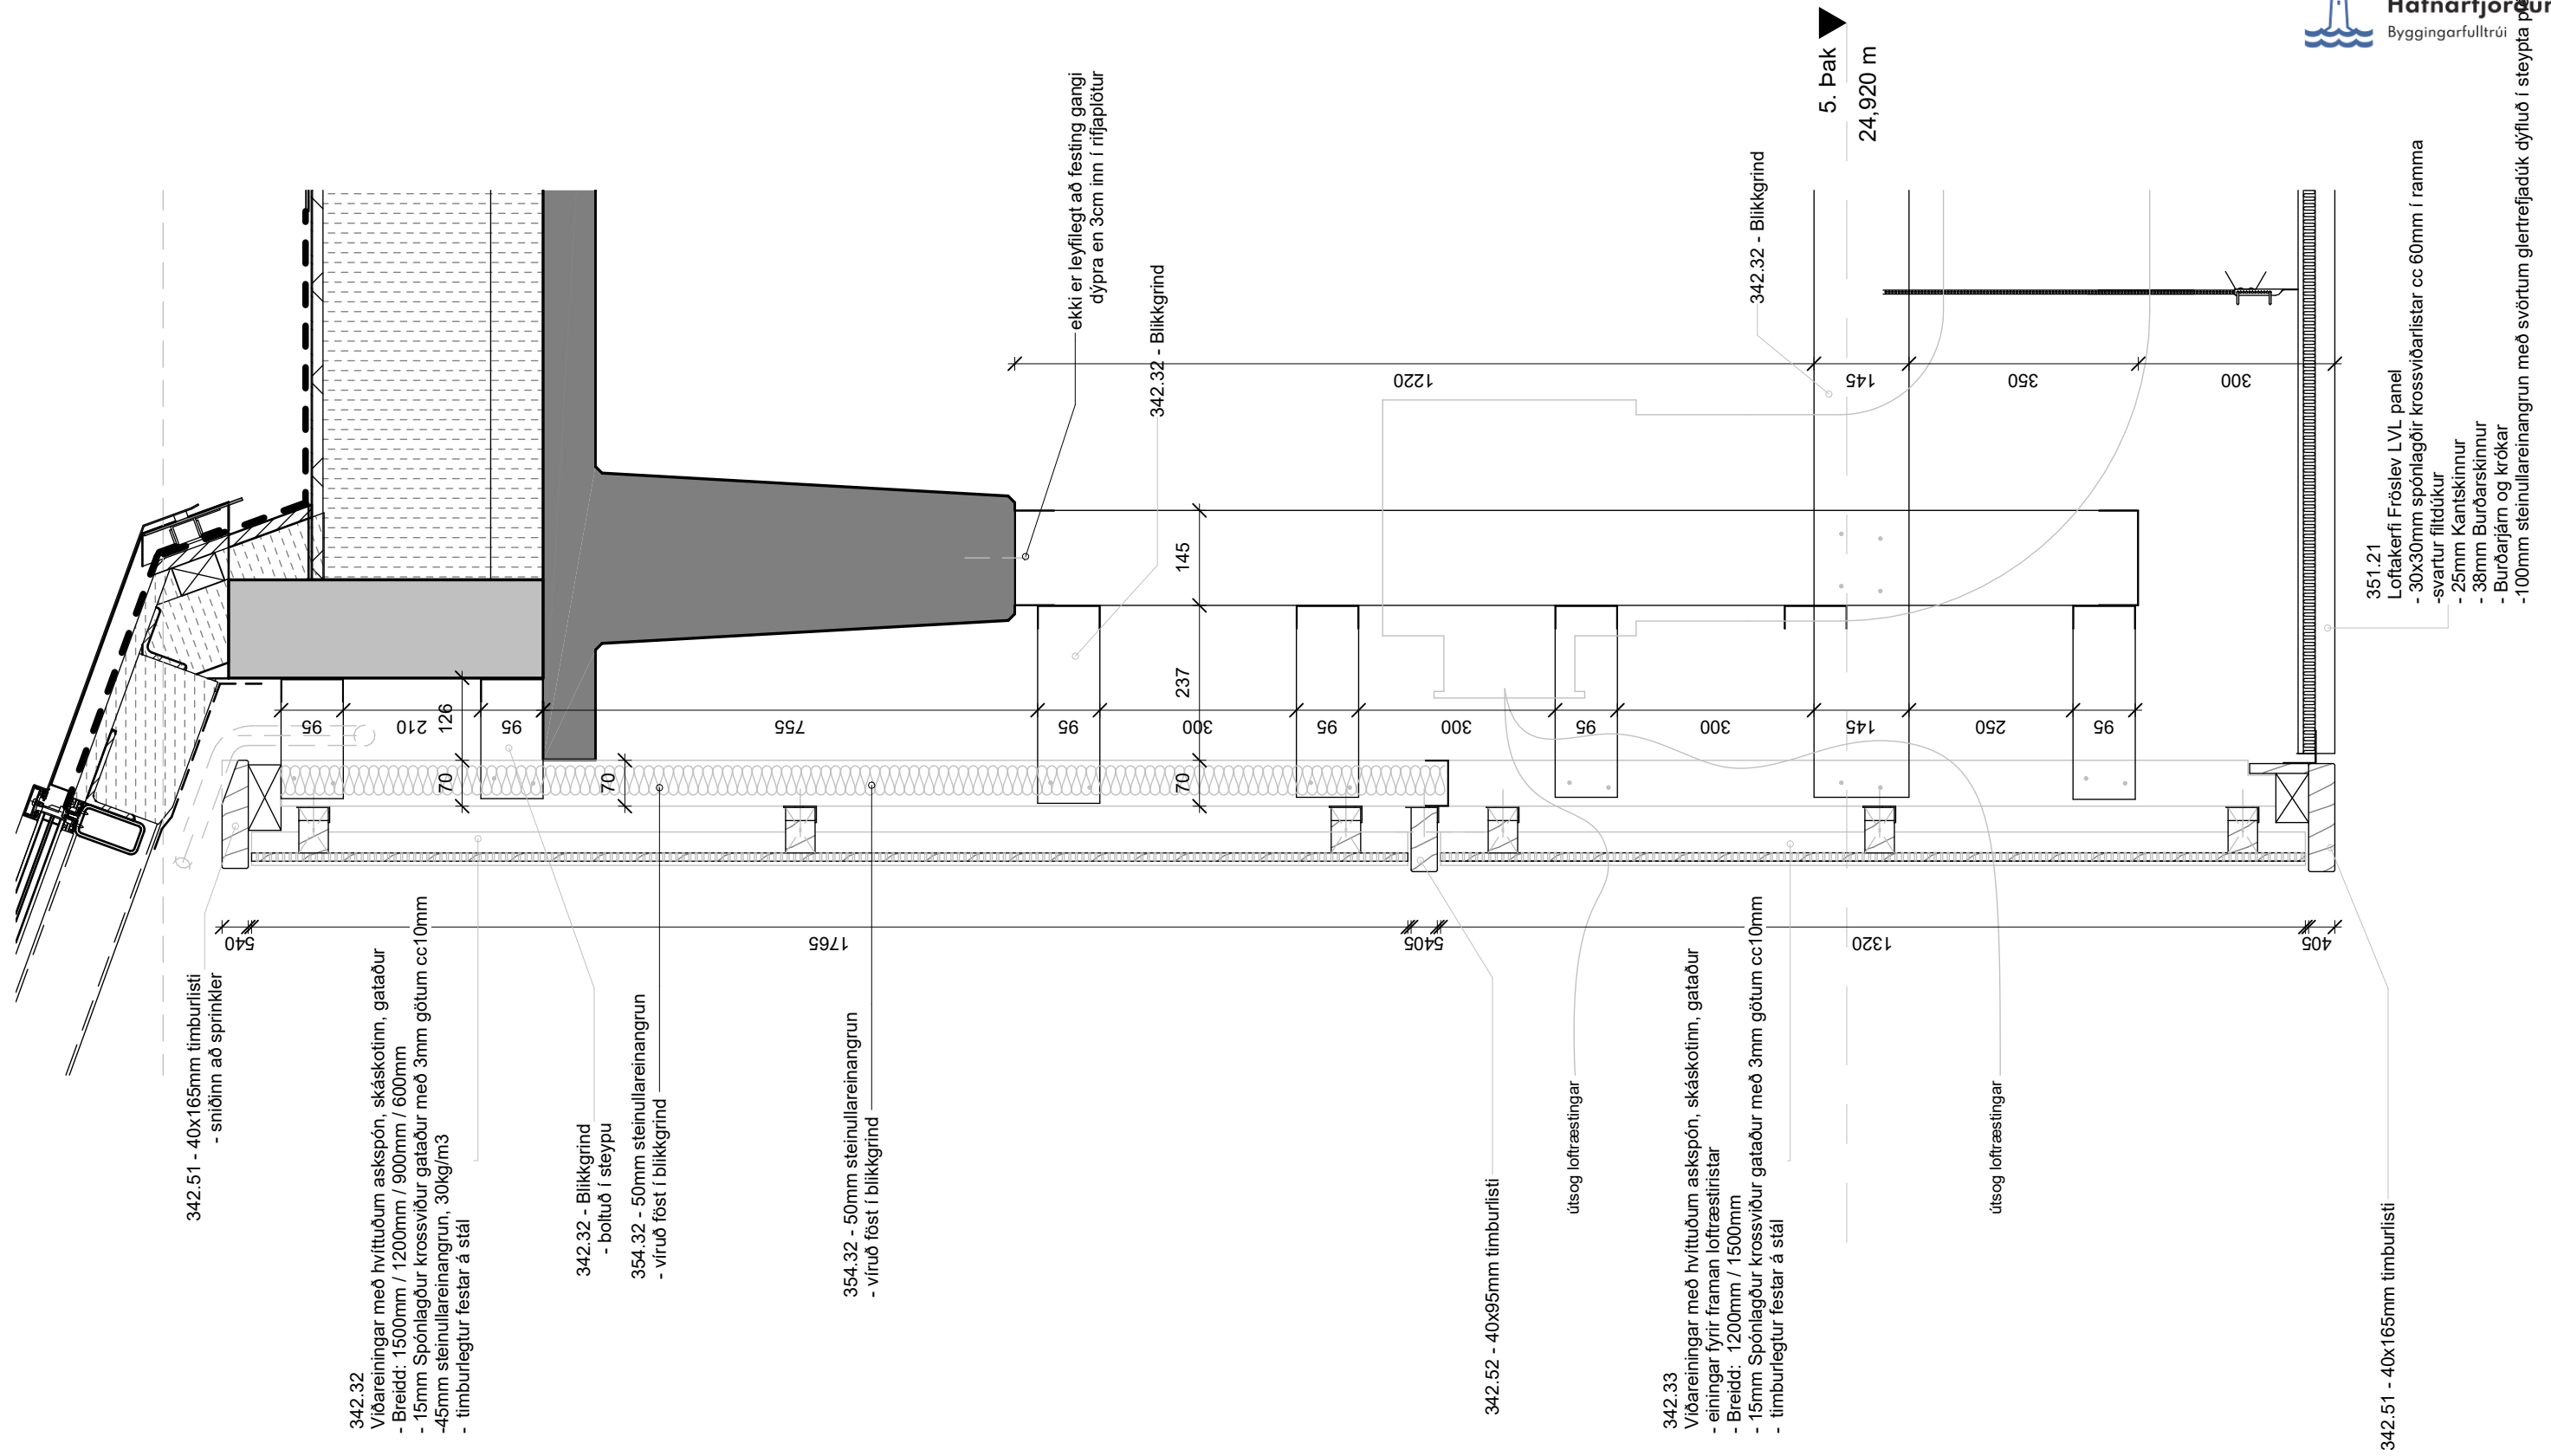 Hafnarfjörður
Byggingarfulltrúi
5. Þak
24,920 m
ekki er leyfilegt að festing gangi
dýpra en 3cm inn í rifjaplötur
342.32 - Blikkgrind
342.32 - Blikkgrind
351.21
Loftakerfi Fröslev LVL panel
- 30x30mm spónlagðir krossviðarlistar cc 60mm í ramma
-svartur filtdúkur
- 25mm Kantskinnur
- 38mm Burðarskinnur
- Burðarjárn og krókar
-100mm steinullareinangrun með svörtum glertrefjadúk dýfluð í steypta
1220
145
350
300
145
237
70
126
70
70
95
210
95
755
95
300
95
300
95
300
145
250
95
540
1765
5405
1320
405
342.51 - 40x165mm timburlisti
- sniðinn að sprinkler
342.32
Viðareiningar með hvíttuðum askspón, skáskotinn, gataður
- Breidd: 1500mm / 1200mm / 900mm / 600mm
- 15mm Spónlagður krossviður gataður með 3mm götum cc10mm
-45mm steinullareinangrun, 30kg/m3
- timburlegtur festar á stál
342.32 - Blikkgrind
- boltuð í steypu
354.32 - 50mm steinullareinangrun
- víruð föst í blikkgrind
354.32 - 50mm steinullareinangrun
- víruð föst í blikkgrind
342.52 - 40x95mm timburlisti
útsog loftræstingar
342.33
Viðareiningar með hvíttuðum askspón, skáskotinn, gataður
- einingar fyrir framan loftræstiristar
- Breidd: 1200mm / 1500mm
- 15mm Spónlagður krossviður gataður með 3mm götum cc10mm
- timburlegtur festar á stál
útsog loftræstingar
342.51 - 40x165mm timburlisti